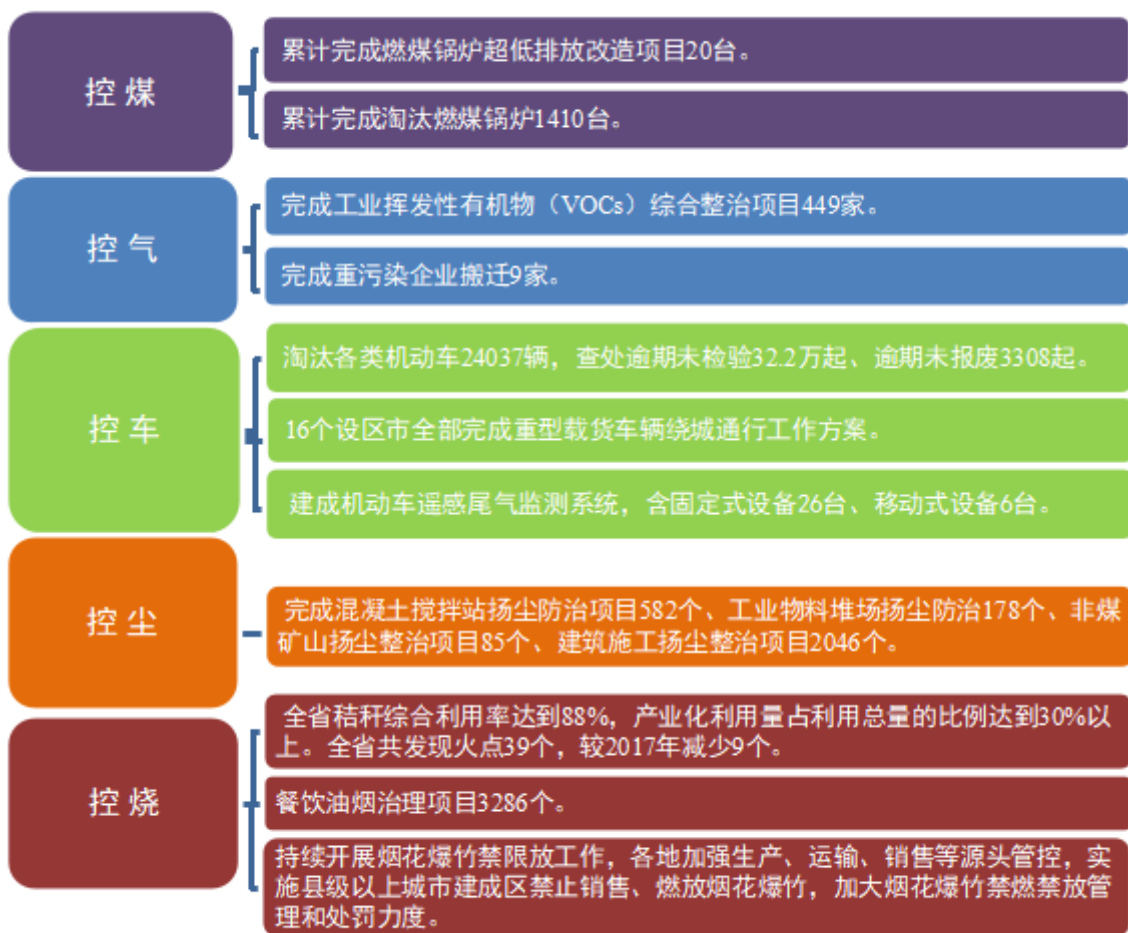 控 煤
累计完成燃煤锅炉超低排放改造项目20台。
累计完成淘汰燃煤锅炉1410台。
控 气
完成工业挥发性有机物（VOCs）综合整治项目449家。
完成重污染企业搬迁9家。
控 车
淘汰各类机动车24037辆，查处逾期未检验32.2万起、逾期未报废3308起。
16个设区市全部完成重型载货车辆绕城通行工作方案。
建成机动车遥感尾气监测系统，含固定式设备26台、移动式设备6台。
控 尘
完成混凝土搅拌站扬尘防治项目582个、工业物料堆场扬尘防治178个、非煤
矿山扬尘整治项目85个、建筑施工扬尘整治项目2046个。
控 烧
全省秸秆综合利用率达到88%，产业化利用量占利用总量的比例达到30%以
上。全省共发现火点39个，较2017年减少9个。
餐饮油烟治理项目3286个。
持续开展烟花爆竹禁限放工作，各地加强生产、运输、销售等源头管控，实
施县级以上城市建成区禁止销售、燃放烟花爆竹，加大烟花爆竹禁燃禁放管
理和处罚力度。